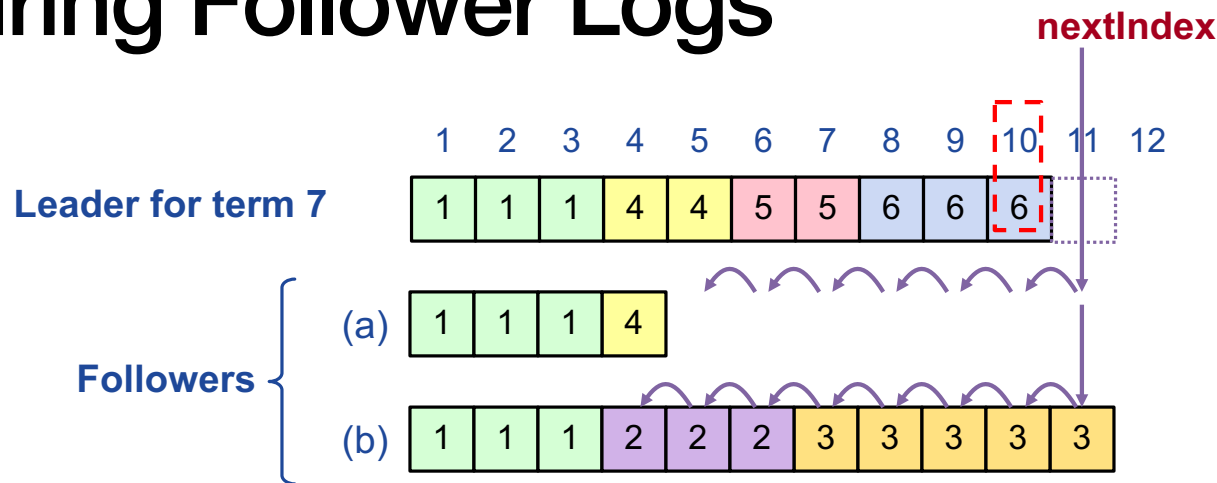 ring Follower Logs
nextIndex
1 2 3 4 5 6 7 8 9 10 11 12
Leader for term 7
1 1 1 4 4 5 5 6 6 6
(a)
1 1 1 4
Followers
(b)
1 1 1 2 2 2 3 3 3 3 3